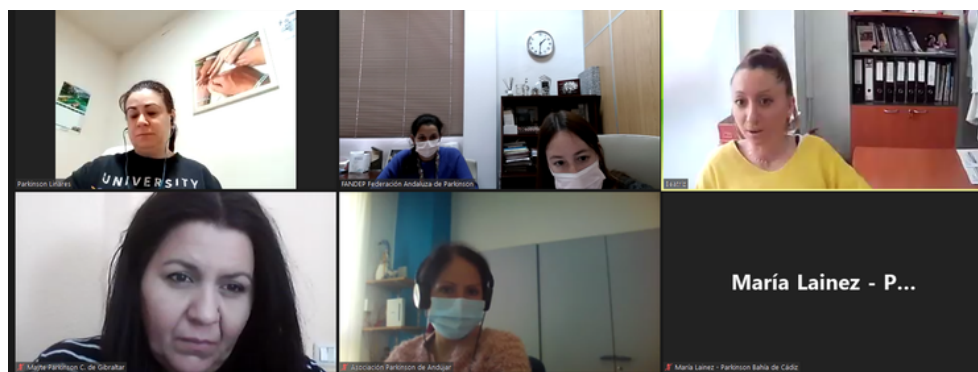 UNIVERSITY
Parkinson Linares
FANDEP Federación Andaluza de Parkinson
Beatriz
Maite-Parkinson C. de Gibraltar
Asociación Parkinson de Andújar
María Lainez - P...
María Lainez - Parkinson Bahía de Cádiz